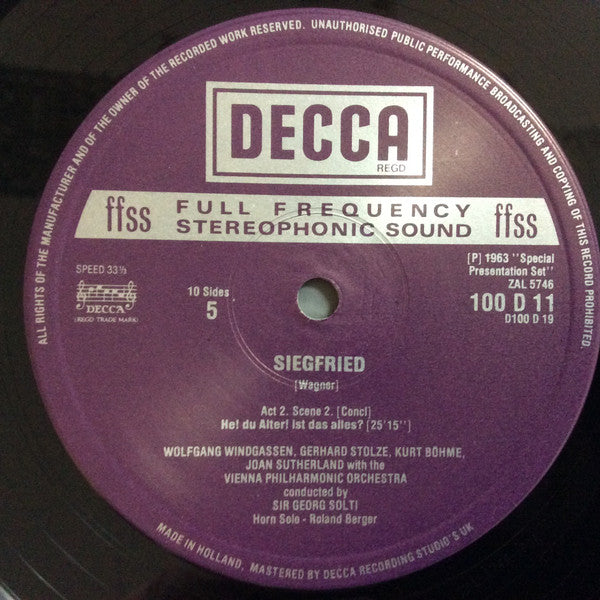 ALL RIGHTS OF THE MANUFACTURER AND OF THE OWNER OF THE RECORDED WORK RESERVED. UNAUTHORISED PUBLIC PERFORMANCE BROADCASTING AND COPYING OF THIS RECORD PROHIBITED.
DECCA
REGD
ffss FULL FREQUENCY STEREOPHONIC SOUND ffss
SPEED 33⅓
DECCA
(REGD TRADE MARK)
10 Sides
5
[P] 1963 "Special
Presentation Set"
ZAL 5746
100 D 11
D100 D 19
SIEGFRIED
[Wagner]
Act 2. Scene 2. [Concl]
He! du Alter! Ist das alles? [25'15"]
WOLFGANG WINDGASSEN, GERHARD STOLZE, KURT BÖHME,
JOAN SUTHERLAND with the
VIENNA PHILHARMONIC ORCHESTRA
conducted by
SIR GEORG SOLTI
Horn Solo - Roland Berger
MADE IN HOLLAND, MASTERED BY DECCA RECORDING STUDIO'S UK